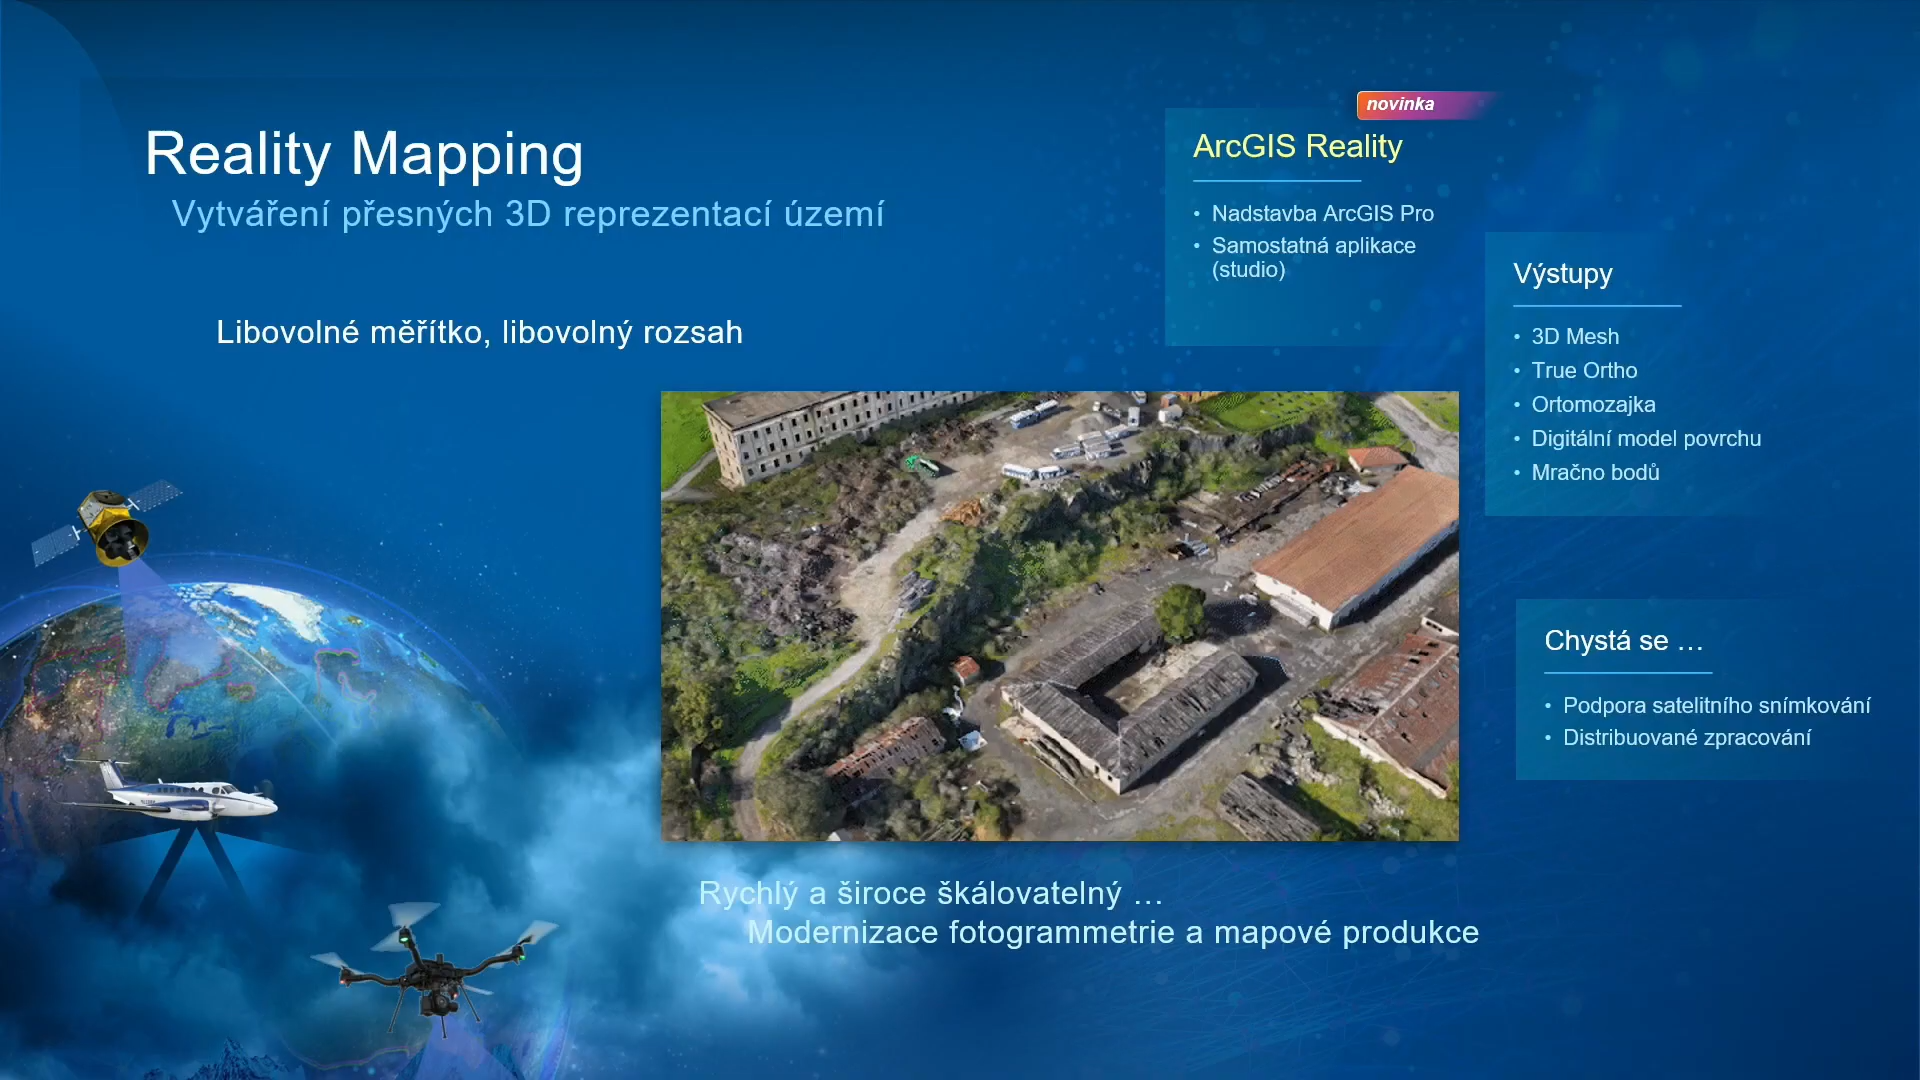 Reality Mapping
Vytváření přesných 3D reprezentací území
Libovolné měřítko, libovolný rozsah
novinka
ArcGIS Reality
• Nadstavba ArcGIS Pro
• Samostatná aplikace
(studio)
Výstupy
• 3D Mesh
• True Ortho
• Ortomozajka
• Digitální model povrchu
• Mračno bodů
Chystá se …
• Podpora satelitního snímkování
• Distribuované zpracování
Rychlý a široce škálovatelný …
Modernizace fotogrammetrie a mapové produkce